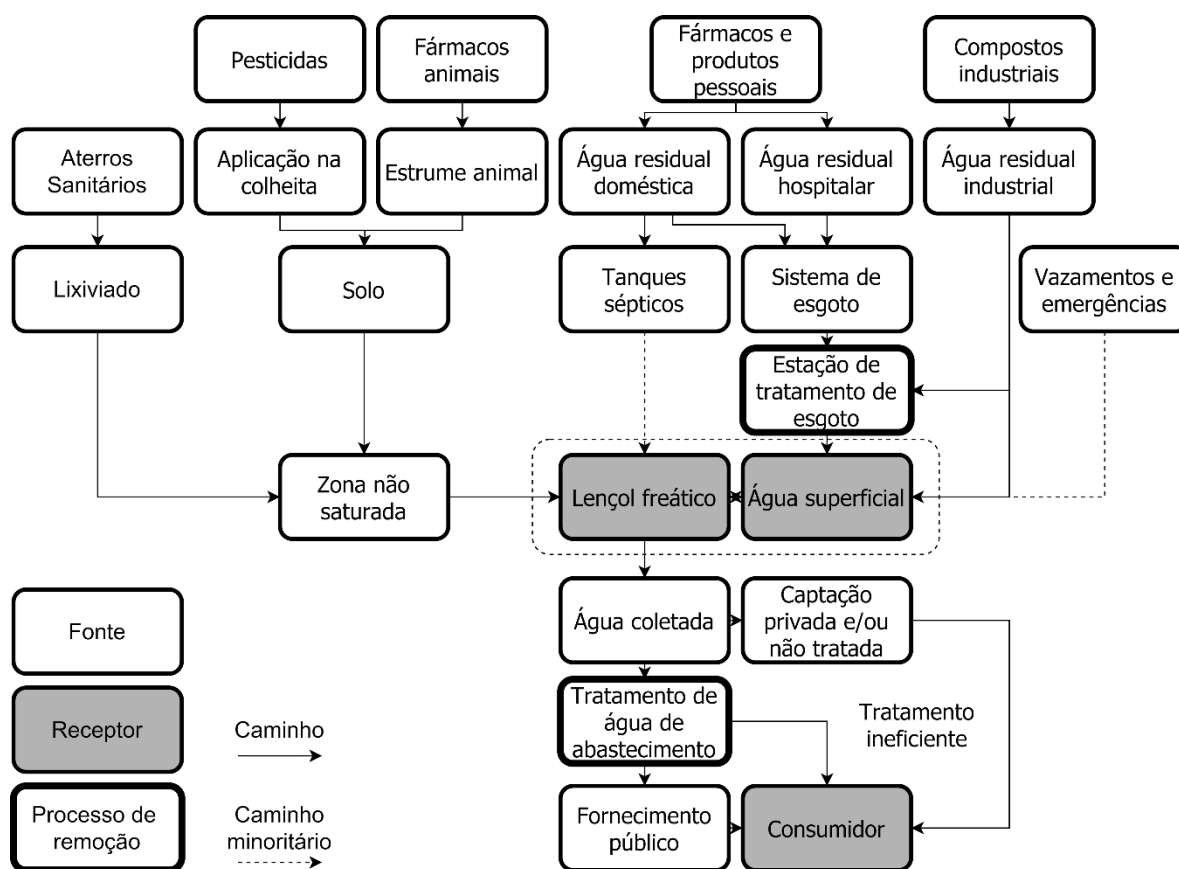 Pesticidas
Fármacos
animais
Fármacos e
produtos
pessoais
Compostos
industriais
Aterros
Sanitários
Aplicação na
colheita
Estrume animal
Água residual
doméstica
Água residual
hospitalar
Água residual
industrial
Lixiviado
Solo
Tanques
sépticos
Sistema de
esgoto
Vazamentos e
emergências
Estação de
tratamento de
esgoto
Zona não
saturada
Lençol freático
Água superficial
Fonte
Água coletada
Captação
privada e/ou
não tratada
Receptor
Caminho
Tratamento de
água de
abastecimento
Tratamento
ineficiente
Processo de
remoção
Caminho
minoritário
Fornecimento
público
Consumidor